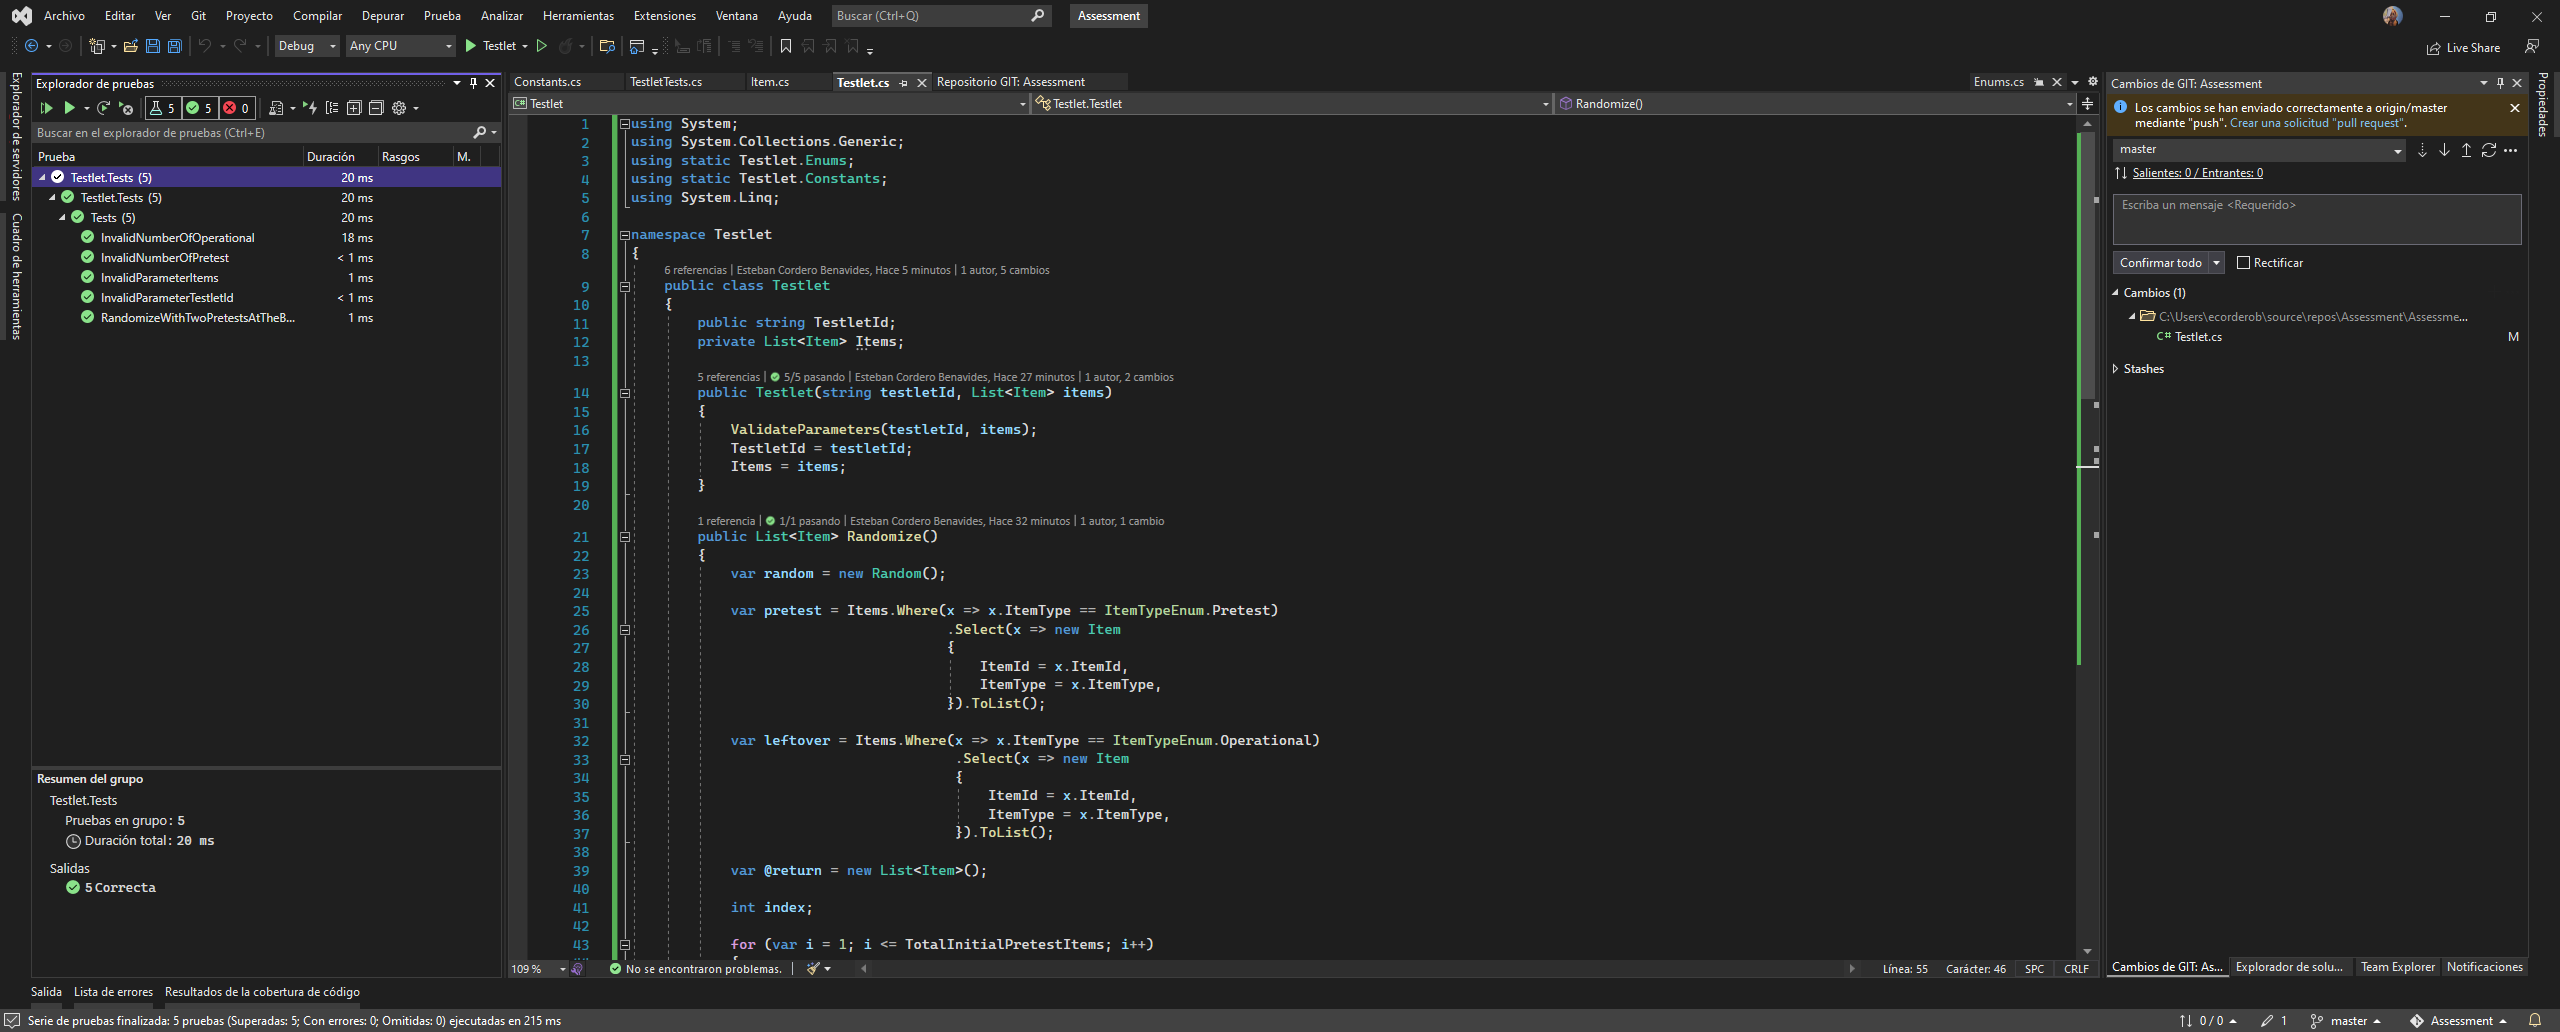 Archivo Editar Ver Git Proyecto Compilar Depurar Prueba Analizar Herramientas Extensiones Ventana Ayuda Buscar (Ctrl+Q) Assessment
Debug Any CPU Testlet Live Share
Explorador de servidores
Cuadro de herramientas
Explorador de pruebas
5 5 0
Buscar en el explorador de pruebas (Ctrl+E)
Prueba Duración Rasgos M.
Testlet.Tests (5) 20 ms
Testlet.Tests (5) 20 ms
Tests (5) 20 ms
InvalidNumberOfOperational 18 ms
InvalidNumberOfPretest < 1 ms
InvalidParameterItems 1 ms
InvalidParameterTestletId < 1 ms
RandomizeWithTwoPretestsAtTheB... 1 ms
Resumen del grupo
Testlet.Tests
Pruebas en grupo: 5
Duración total: 20 ms
Salidas
5 Correcta
Constants.cs TestletTests.cs Item.cs Testlet.cs Repositorio GIT: Assessment Enums.cs
C# Testlet Testlet.Testlet Randomize()
1 using System;
2 using System.Collections.Generic;
3 using static Testlet.Enums;
4 using static Testlet.Constants;
5 using System.Linq;
6
7 namespace Testlet
8 {
6 referencias | Esteban Cordero Benavides, Hace 5 minutos | 1 autor, 5 cambios
9 public class Testlet
10 {
11 public string TestletId;
12 private List<Item> Items;
13
5 referencias | 5/5 pasando | Esteban Cordero Benavides, Hace 27 minutos | 1 autor, 2 cambios
14 public Testlet(string testletId, List<Item> items)
15 {
16 ValidateParameters(testletId, items);
17 TestletId = testletId;
18 Items = items;
19 }
20
1 referencia | 1/1 pasando | Esteban Cordero Benavides, Hace 32 minutos | 1 autor, 1 cambio
21 public List<Item> Randomize()
22 {
23 var random = new Random();
24
25 var pretest = Items.Where(x => x.ItemType == ItemTypeEnum.Pretest)
26 .Select(x => new Item
27 {
28 ItemId = x.ItemId,
29 ItemType = x.ItemType,
30 }).ToList();
31
32 var leftover = Items.Where(x => x.ItemType == ItemTypeEnum.Operational)
33 .Select(x => new Item
34 {
35 ItemId = x.ItemId,
36 ItemType = x.ItemType,
37 }).ToList();
38
39 var @return = new List<Item>();
40
41 int index;
42
43 for (var i = 1; i <= TotalInitialPretestItems; i++)
109 % No se encontraron problemas. Línea: 55 Carácter: 46 SPC CRLF
Cambios de GIT: Assessment
Los cambios se han enviado correctamente a origin/master
mediante "push". Crear una solicitud "pull request".
master
Salientes: 0 / Entrantes: 0
Escriba un mensaje <Requerido>
Confirmar todo Rectificar
Cambios (1)
C:\Users\ecorderob\source\repos\Assessment\Assessme...
C# Testlet.cs M
Stashes
Cambios de GIT: As... Explorador de solu... Team Explorer Notificaciones
Propiedades
Salida Lista de errores Resultados de la cobertura de código
Serie de pruebas finalizada: 5 pruebas (Superadas: 5; Con errores: 0; Omitidas: 0) ejecutadas en 215 ms 0 / 0 1 master Assessment